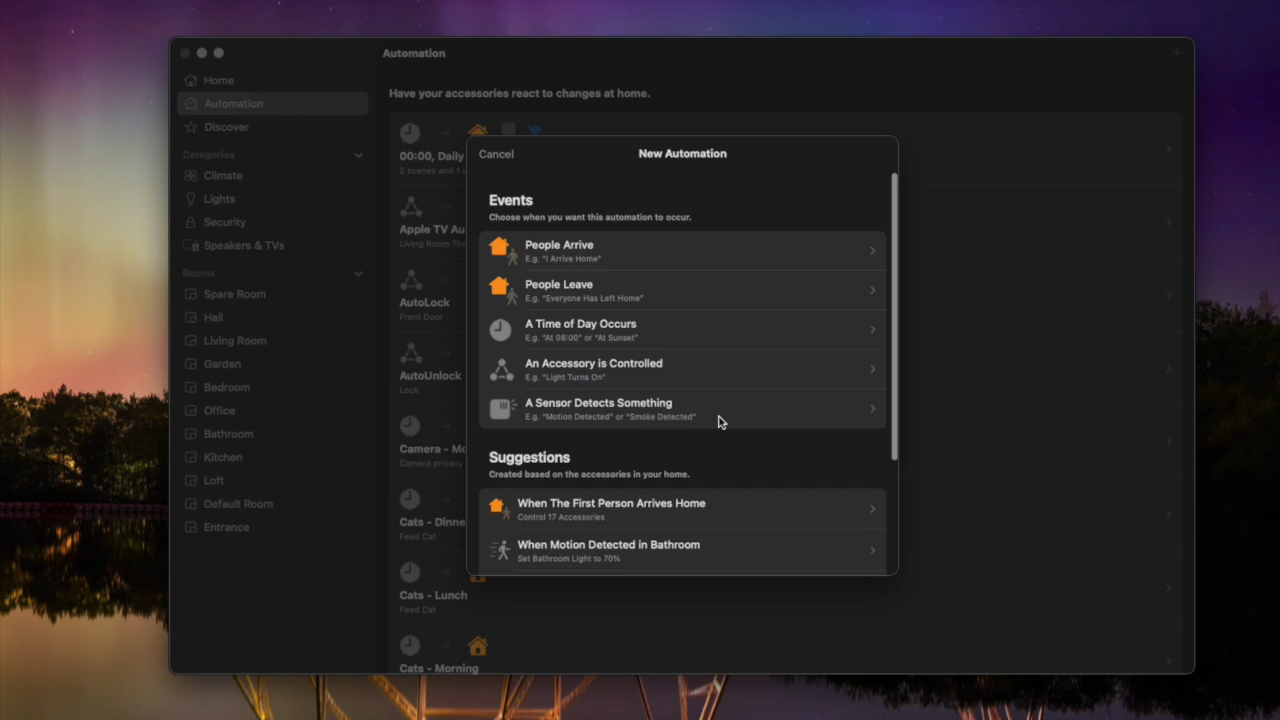 Automation
Home
Automation
Discover
Categories
Climate
Lights
Security
Speakers & TVs
Rooms
Spare Room
Hall
Living Room
Garden
Bedroom
Office
Bathroom
Kitchen
Loft
Default Room
Entrance
Have your accessories react to changes at home.
00:00, Daily
2 scenes and 1
Apple TV Au
Living Room The
AutoLock
Front Door
AutoUnlock
Lock
Camera - Mo
Camera privacy
Cats - Dinne
Feed Cat
Cats - Lunch
Feed Cat
Cats - Morning
Cancel
New Automation
Events
Choose when you want this automation to occur.
People Arrive
E.g. "I Arrive Home"
People Leave
E.g. "Everyone Has Left Home"
A Time of Day Occurs
E.g. "At 08:00" or "At Sunset"
An Accessory is Controlled
E.g. "Light Turns On"
A Sensor Detects Something
E.g. "Motion Detected" or "Smoke Detected"
Suggestions
Created based on the accessories in your home.
When The First Person Arrives Home
Control 17 Accessories
When Motion Detected in Bathroom
Set Bathroom Light to 70%